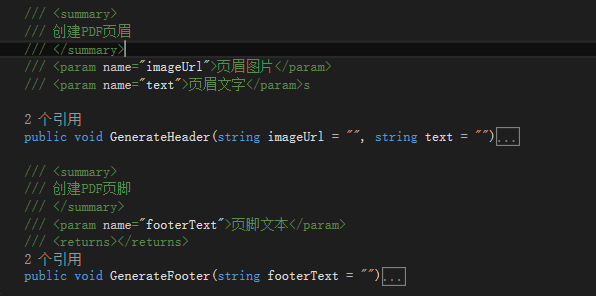 /// <summary>
/// 创建PDF页眉
/// </summary>
/// <param name="imageUrl">页眉图片</param>
/// <param name="text">页眉文字</param>s
2 个引用
public void GenerateHeader(string imageUrl = "", string text = "")...
/// <summary>
/// 创建PDF页脚
/// </summary>
/// <param name="footerText">页脚文本</param>
/// <returns></returns>
2 个引用
public void GenerateFooter(string footerText = "")...